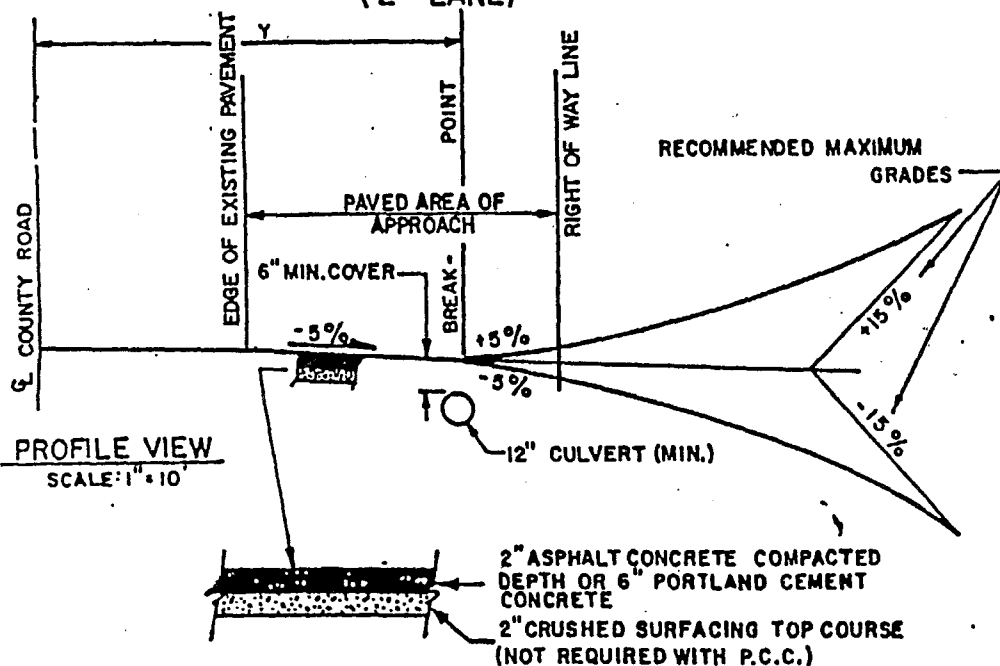 (2 LANE)
Y
EDGE OF EXISTING PAVEMENT
BREAK-POINT
RIGHT OF WAY LINE
RECOMMENDED MAXIMUM
GRADES
PAVED AREA OF
APPROACH
℄ COUNTY ROAD
6" MIN. COVER
-5%
+5%
-5%
+15%
-15%
12" CULVERT (MIN.)
PROFILE VIEW
SCALE: 1" = 10'
2" ASPHALT CONCRETE COMPACTED
DEPTH OR 6" PORTLAND CEMENT
CONCRETE
2" CRUSHED SURFACING TOP COURSE
(NOT REQUIRED WITH P.C.C.)